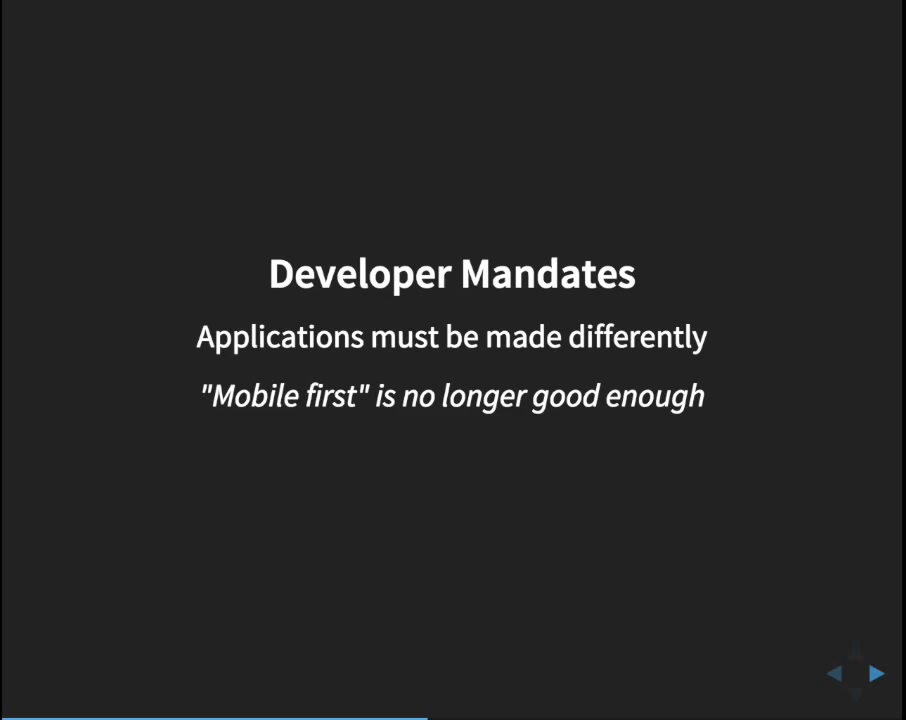 Developer Mandates
Applications must be made differently
"Mobile first" is no longer good enough